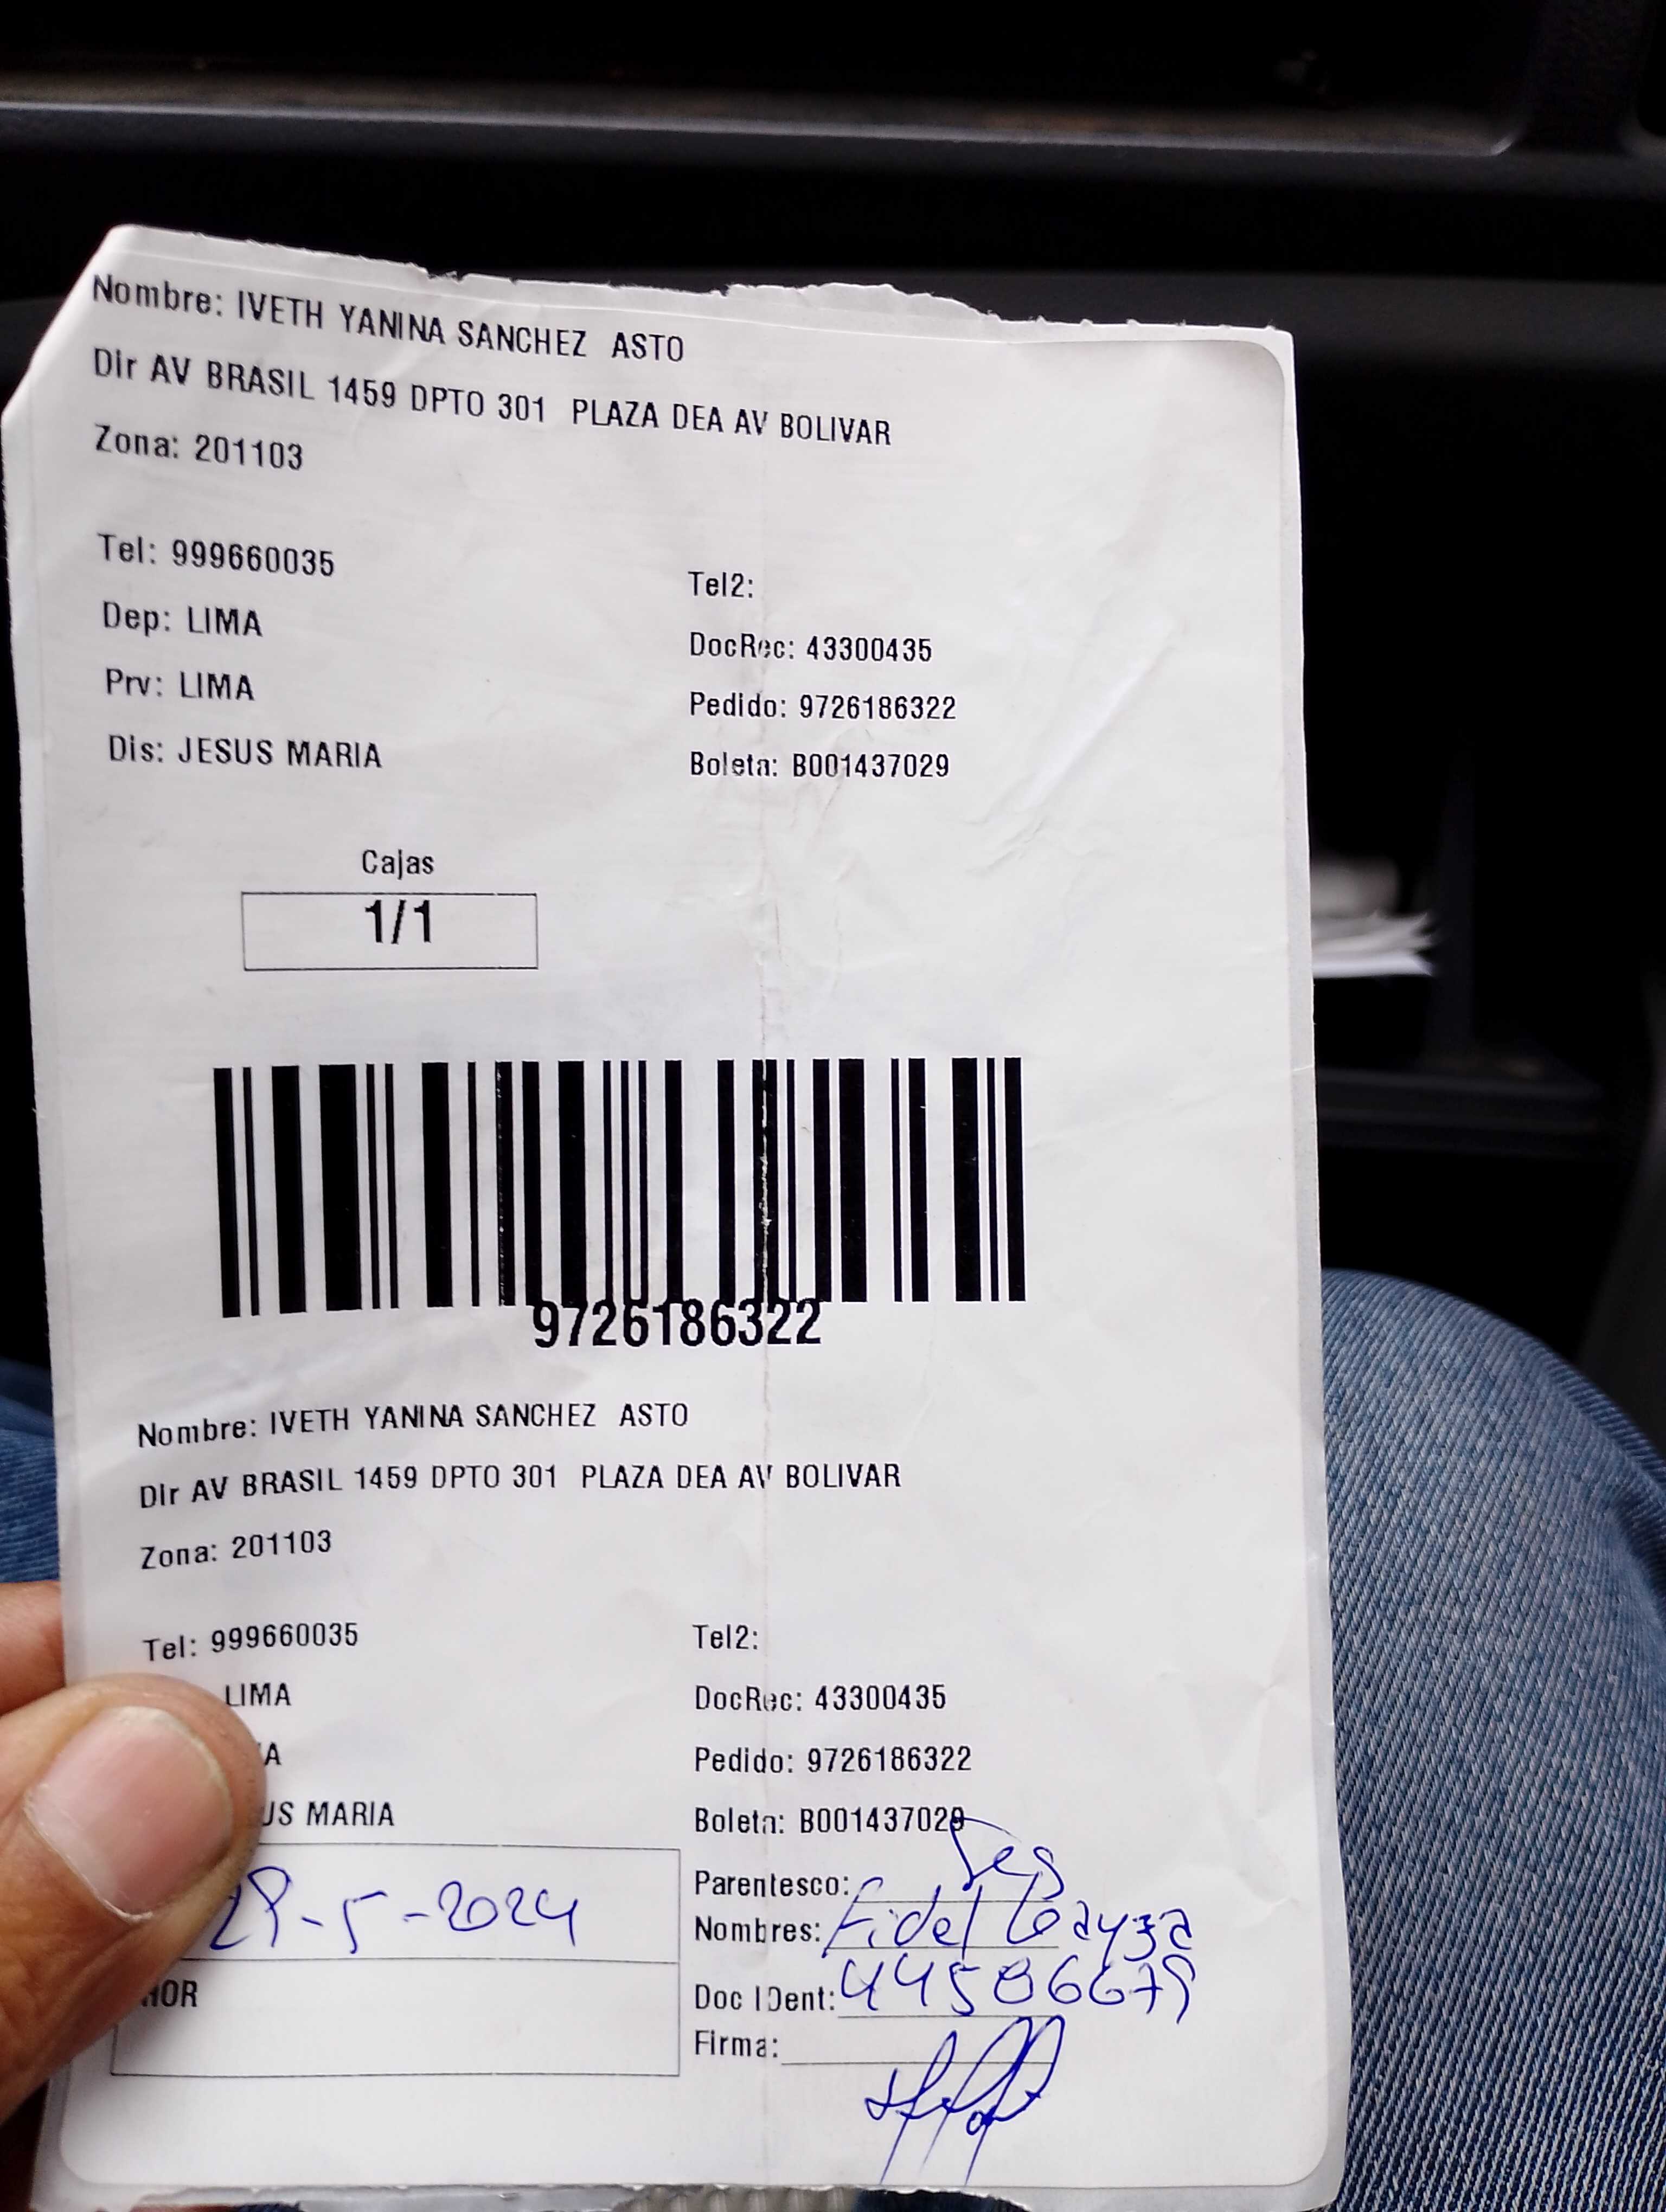 Nombre: IVETH YANINA SANCHEZ ASTO
Dir AV BRASIL 1459 DPTO 301 PLAZA DEA AV BOLIVAR
Zona: 201103
Tel: 999660035
Tel2:
Dep: LIMA
DocRec: 43300435
Prv: LIMA
Pedido: 9726186322
Dis: JESUS MARIA
Boleta: B001437029
Cajas
1/1
9726186322
Nombre: IVETH YANINA SANCHEZ ASTO
Dir AV BRASIL 1459 DPTO 301 PLAZA DEA AV BOLIVAR
Zona: 201103
Tel: 999660035
Tel2:
LIMA
DocRec: 43300435
Pedido: 9726186322
MARIA
Boleta: B001437029
Parentesco: Seg
29-5-2024
Nombres: Fidel
Doc IDent: 44586679
Firma: